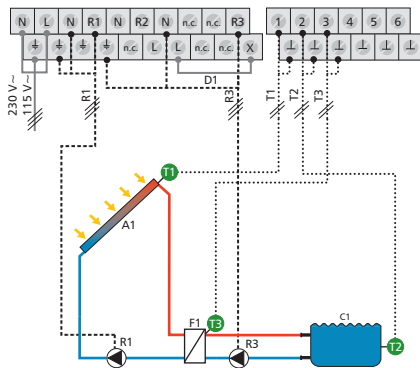 N L R1 N R2 N n.c. n.c. R3 1 2 3 4 5 6
n.c. L L n.c. n.c. X
D1
230 V~
115 V~
R1
R3
T1
T2
T3
T1
A1
F1
T3
C1
R1
R3
T2